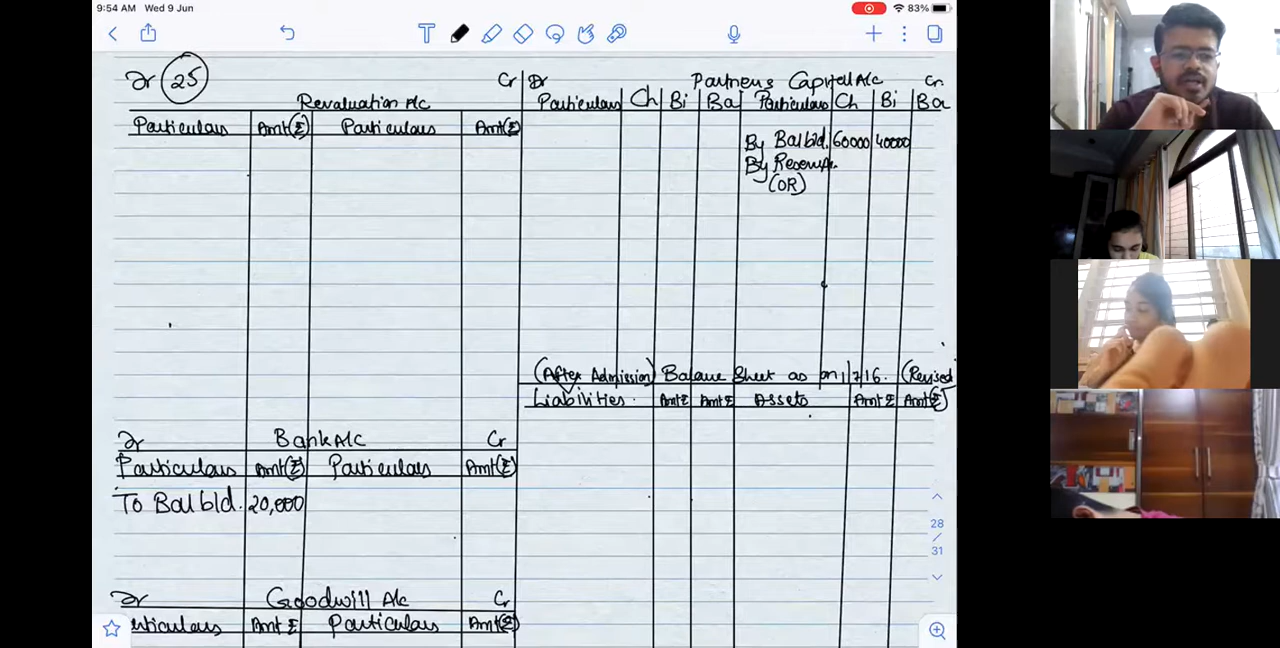 9:54 AM Wed 9 Jun
83%
Dr 25 Cr
Revaluation A/c
Particulars Amt(₹) Particulars Amt(₹)
Dr Partners Capital A/c Cr
Particulars Ch Bi Ba Particulars Ch Bi Ba
By Bal b/d. 60000 40000
By Reserve
(OR)
(After Admission) Balance Sheet as on 1/7/16. (Revised
Liabilities. Amt ₹ Amt ₹ Assets Amt ₹ Amt(₹)
Dr Bank A/c Cr
Particulars Amt(₹) Particulars Amt(₹)
To Bal b/d. 20,000
28
/
31
Dr Goodwill A/c Cr
rticulars Amt ₹ Particulars Amt(₹)